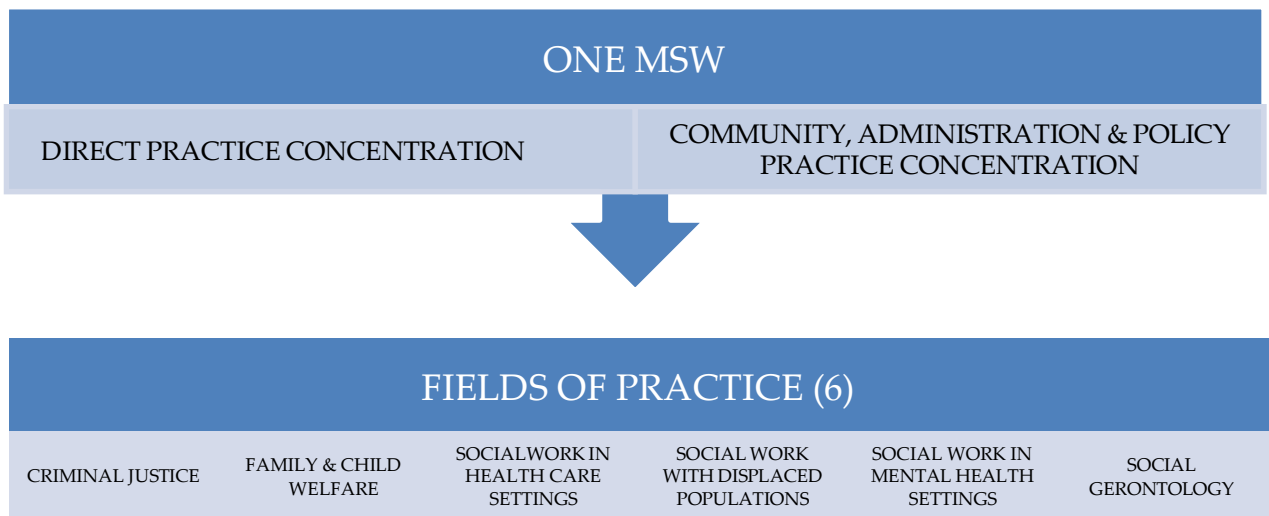 ONE MSW
DIRECT PRACTICE CONCENTRATION
COMMUNITY, ADMINISTRATION & POLICY
PRACTICE CONCENTRATION
FIELDS OF PRACTICE (6)
CRIMINAL JUSTICE
FAMILY & CHILD
WELFARE
SOCIALWORK IN
HEALTH CARE
SETTINGS
SOCIAL WORK
WITH DISPLACED
POPULATIONS
SOCIAL WORK IN
MENTAL HEALTH
SETTINGS
SOCIAL
GERONTOLOGY